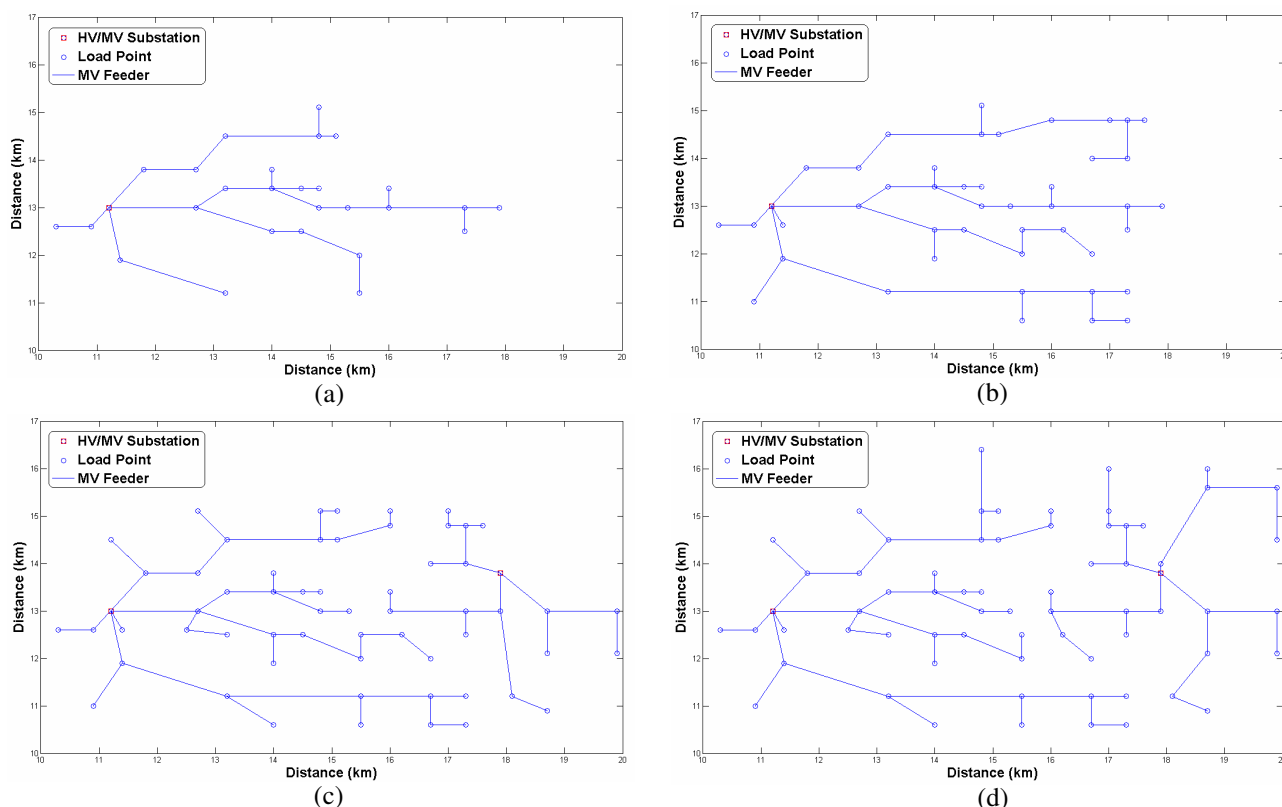 17
16
15
14
13
12
11
10
Distance (km)
HV/MV Substation
Load Point
MV Feeder
10 11 12 13 14 15 16 17 18 19 20
Distance (km)
(a)
17
16
15
14
13
12
11
10
Distance (km)
HV/MV Substation
Load Point
MV Feeder
10 11 12 13 14 15 16 17 18 19 20
Distance (km)
(b)
17
16
15
14
13
12
11
10
Distance (km)
HV/MV Substation
Load Point
MV Feeder
10 11 12 13 14 15 16 17 18 19 20
Distance (km)
(c)
17
16
15
14
13
12
11
10
Distance (km)
HV/MV Substation
Load Point
MV Feeder
10 11 12 13 14 15 16 17 18 19 2
Distance (km)
(d)